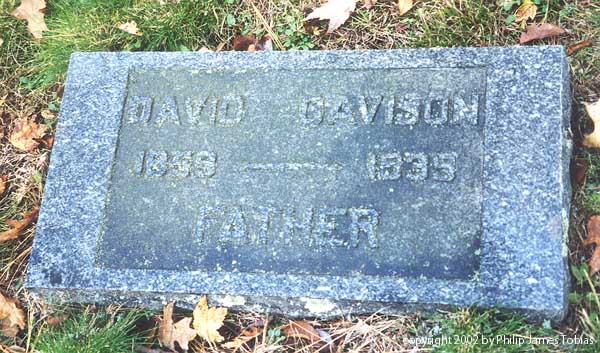 DAVID DAVISON
— 1935
FATHER
copyright © 2002 by Philip James Tobias